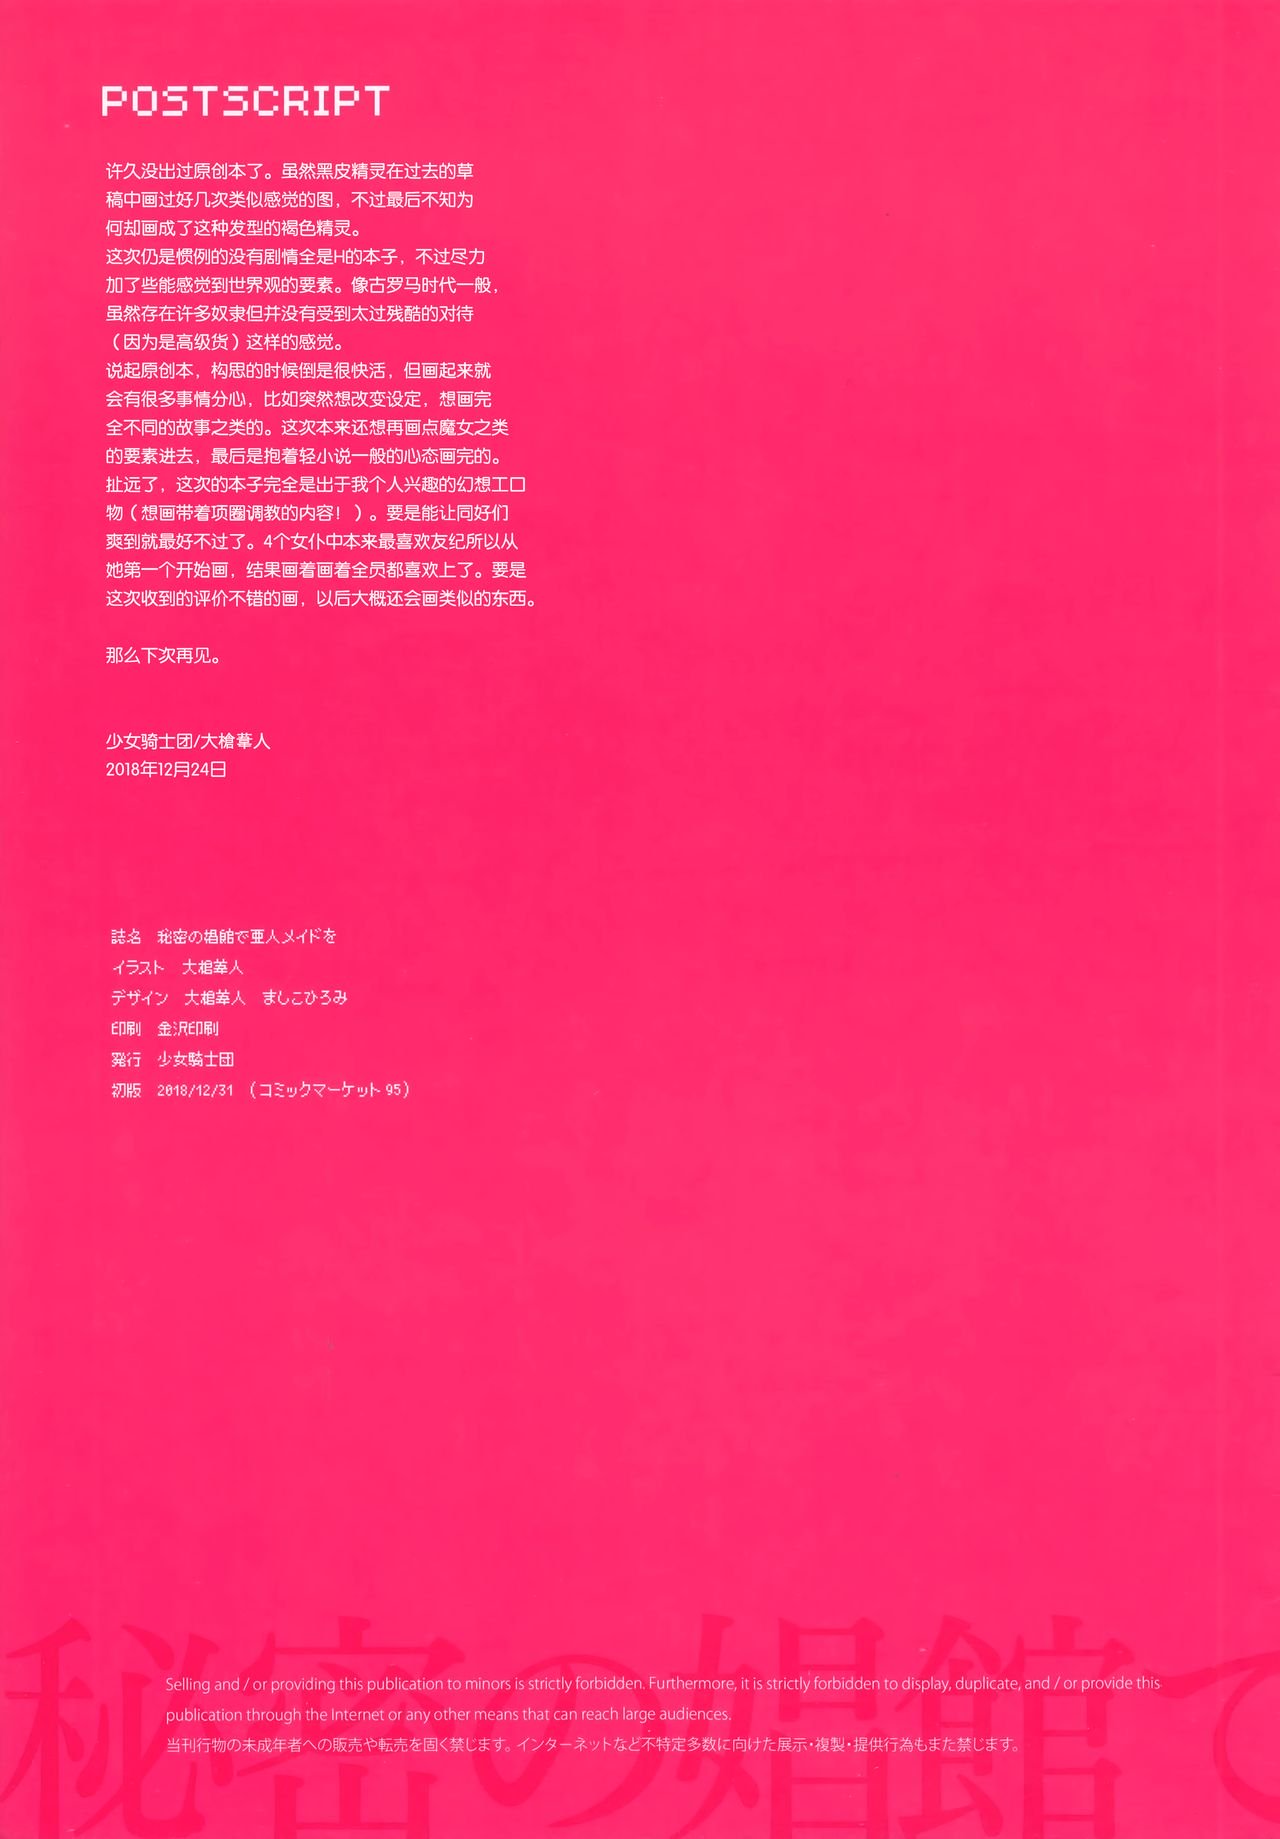 POSTSCRIPT
许久没出过原创本了。虽然黑皮精灵在过去的草
稿中画过好几次类似感觉的图，不过最后不知为
何却画成了这种发型的褐色精灵。
这次仍是惯例的没有剧情全是H的本子，不过尽力
加了些能感觉到世界观的要素。像古罗马时代一般，
虽然存在许多奴隶但并没有受到太过残酷的对待
（因为是高级货）这样的感觉。
说起原创本，构思的时候倒是很快活，但画起来就
会有很多事情分心，比如突然想改变设定，想画完
全不同的故事之类的。这次本来还想再画点魔女之类
的要素进去，最后是抱着轻小说一般的心态画完的。
扯远了，这次的本子完全是出于我个人兴趣的幻想工口
物（想画带着项圈调教的内容！）。要是能让同好们
爽到就最好不过了。4个女仆中本来最喜欢友纪所以从
她第一个开始画，结果画着画着全员都喜欢上了。要是
这次收到的评价不错的画，以后大概还会画类似的东西。
那么下次再见。
少女骑士团/大槍葦人
2018年12月24日
誌名　秘密の娼館で亜人メイドを
イラスト　大槍葦人
デザイン　大槍葦人　ましこひろみ
印刷　金沢印刷
発行　少女騎士団
初版　2018/12/31　（コミックマーケット95）
秘密の娼館で
Selling and / or providing this publication to minors is strictly forbidden. Furthermore, it is strictly forbidden to display, duplicate, and / or provide this
publication through the Internet or any other means that can reach large audiences.
当刊行物の未成年者への販売や転売を固く禁じます。インターネットなど不特定多数に向けた展示・複製・提供行為もまた禁じます。